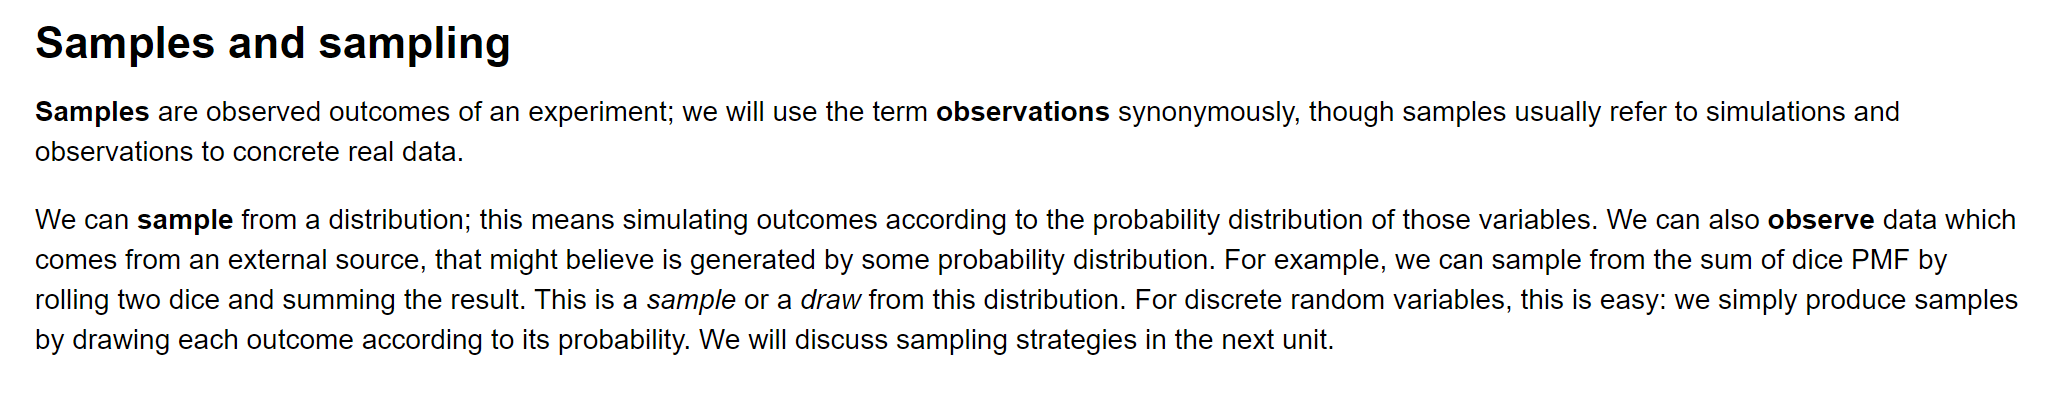 Samples and sampling
Samples are observed outcomes of an experiment; we will use the term observations synonymously, though samples usually refer to simulations and
observations to concrete real data.
We can sample from a distribution; this means simulating outcomes according to the probability distribution of those variables. We can also observe data which
comes from an external source, that might believe is generated by some probability distribution. For example, we can sample from the sum of dice PMF by
rolling two dice and summing the result. This is a sample or a draw from this distribution. For discrete random variables, this is easy: we simply produce samples
by drawing each outcome according to its probability. We will discuss sampling strategies in the next unit.